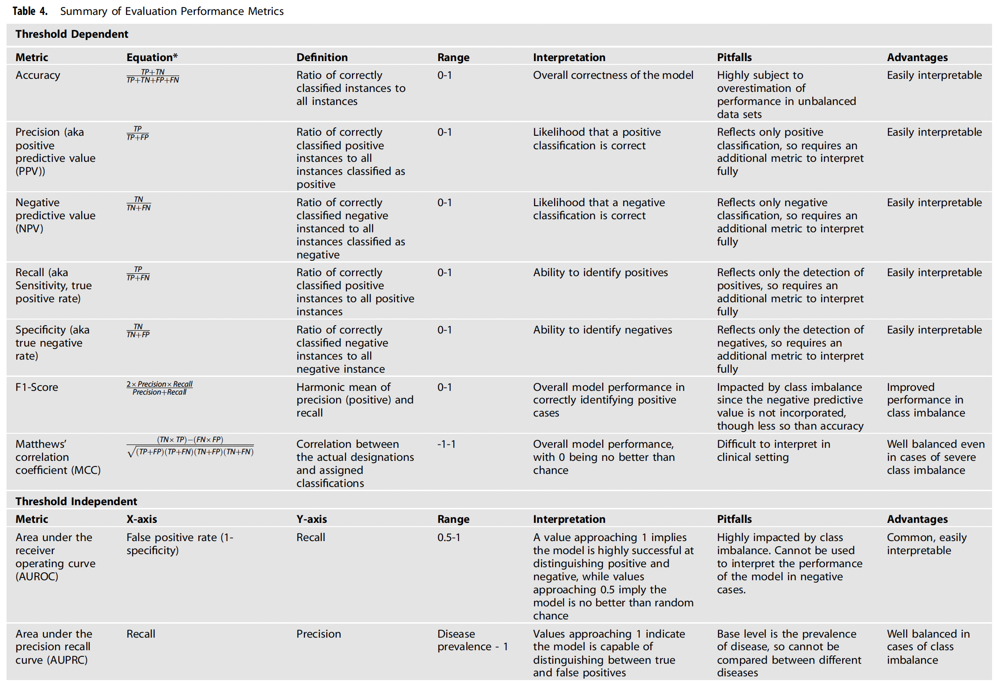 Table 4. Summary of Evaluation Performance Metrics
Threshold Dependent
Metric Equation* Definition Range Interpretation Pitfalls Advantages
Accuracy
TP+TN
TP+TN+FP+FN
Ratio of correctly
classified instances to
all instances
0-1
Overall correctness of the model
Highly subject to
overestimation of
performance in unbalanced
data sets
Easily interpretable
Precision (aka
positive
predictive value
(PPV))
TP
TP+FP
Ratio of correctly
classified positive
instances to all
instances classified as
positive
0-1
Likelihood that a positive
classification is correct
Reflects only positive
classification, so requires an
additional metric to interpret
fully
Easily interpretable
Negative
predictive value
(NPV)
TN
TN+FN
Ratio of correctly
classified negative
instanced to all
instances classified as
negative
0-1
Likelihood that a negative
classification is correct
Reflects only negative
classification, so requires an
additional metric to interpret
fully
Easily interpretable
Recall (aka
Sensitivity, true
positive rate)
TP
TP+FN
Ratio of correctly
classified positive
instances to all positive
instances
0-1
Ability to identify positives
Reflects only the detection of
positives, so requires an
additional metric to interpret
fully
Easily interpretable
Specificity (aka
true negative
rate)
TN
TN+FP
Ratio of correctly
classified negative
instances to all
negative instance
0-1
Ability to identify negatives
Reflects only the detection of
negatives, so requires an
additional metric to interpret
fully
Easily interpretable
F1-Score
2×Precision×Recall
Precision+Recall
Harmonic mean of
precision (positive) and
recall
0-1
Overall model performance in
correctly identifying positive
cases
Impacted by class imbalance
since the negative predictive
value is not incorporated,
though less so than accuracy
Improved
performance in
class imbalance
Matthews’
correlation
coefficient (MCC)
(TN×TP)−(FN×FP)
√(TP+FP)(TP+FN)(TN+FP)(TN+FN)
Correlation between
the actual designations
and assigned
classifications
-1-1
Overall model performance,
with 0 being no better than
chance
Difficult to interpret in
clinical setting
Well balanced even
in cases of severe
class imbalance
Threshold Independent
Metric X-axis Y-axis Range Interpretation Pitfalls Advantages
Area under the
receiver
operating curve
(AUROC)
False positive rate (1-
specificity)
Recall
0.5-1
A value approaching 1 implies
the model is highly successful at
distinguishing positive and
negative, while values
approaching 0.5 imply the
model is no better than random
chance
Highly impacted by class
imbalance. Cannot be used
to interpret the performance
of the model in negative
cases.
Common, easily
interpretable
Area under the
precision recall
curve (AUPRC)
Recall
Precision
Disease
prevalence - 1
Values approaching 1 indicate
the model is capable of
distinguishing between true
and false positives
Base level is the prevalence
of disease, so cannot be
compared between different
diseases
Well balanced in
cases of class
imbalance